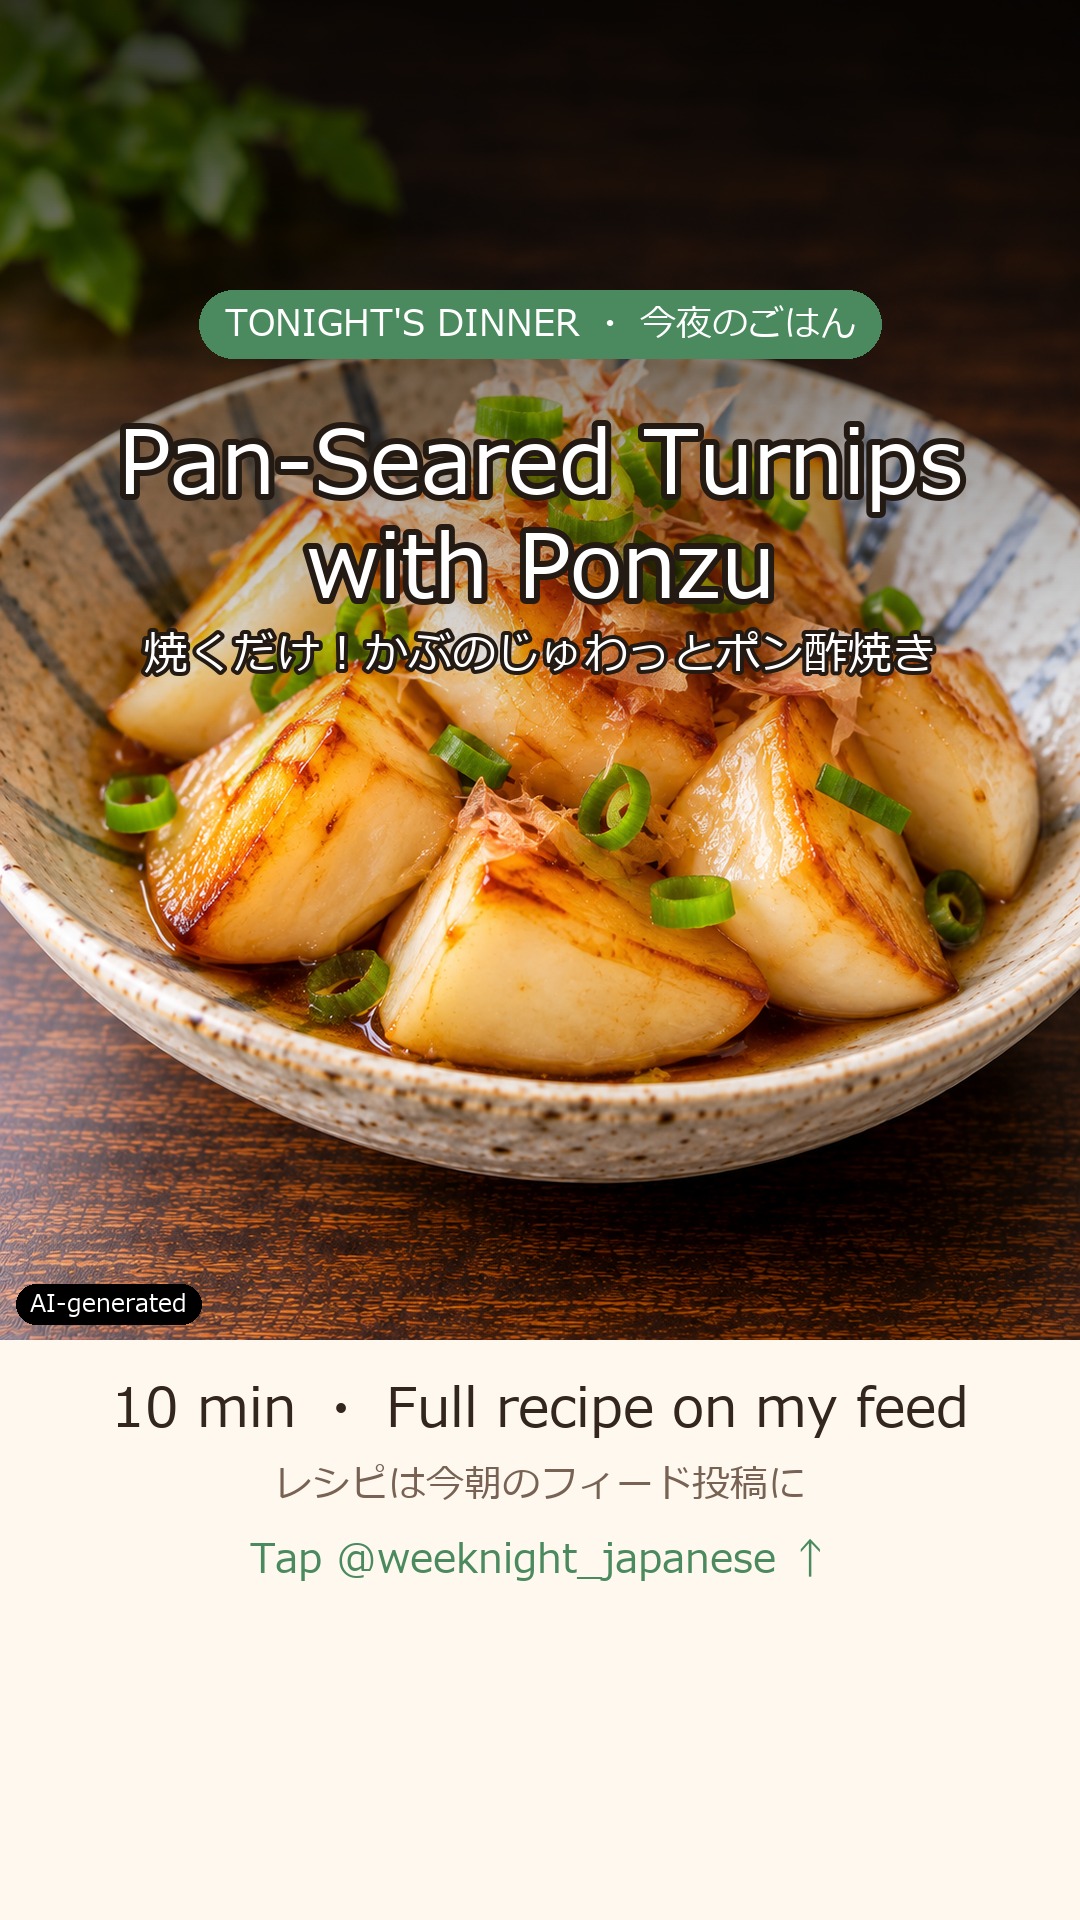 TONIGHT'S DINNER ・ 今夜のごはん
Pan-Seared Turnips
with Ponzu
焼くだけ！かぶのじゅわっとポン酢焼き
AI-generated
10 min ・ Full recipe on my feed
レシピは今朝のフィード投稿に
Tap @weeknight_japanese ↑